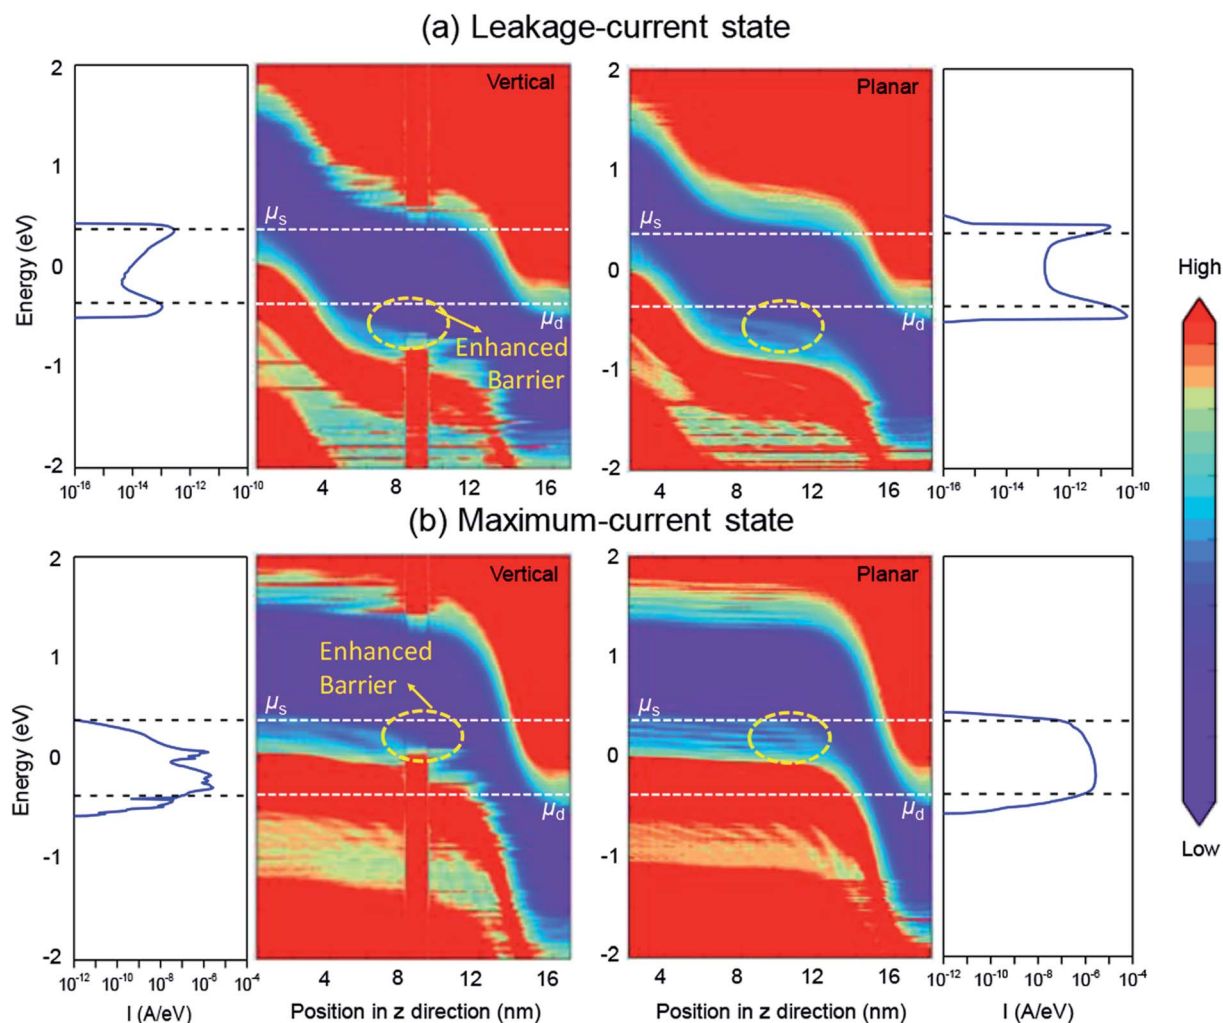 (a) Leakage-current state
2
1
0
-1
-2
Energy (eV)
10⁻¹⁶ 10⁻¹⁴ 10⁻¹² 10⁻¹⁰
Vertical
μs
μd
Enhanced
Barrier
4 8 12 16
Planar
2
1
0
-1
-2
μs
μd
4 8 12 16
10⁻¹⁶ 10⁻¹⁴ 10⁻¹² 10⁻¹⁰
High
Low
(b) Maximum-current state
2
1
0
-1
-2
Energy (eV)
10⁻¹² 10⁻¹⁰ 10⁻⁸ 10⁻⁶ 10⁻⁴
I (A/eV)
Vertical
Enhanced
Barrier
μs
μd
4 8 12 16
Position in z direction (nm)
Planar
2
1
0
-1
-2
μs
μd
4 8 12 16
Position in z direction (nm)
10⁻¹² 10⁻¹⁰ 10⁻⁸ 10⁻⁶ 10⁻⁴
I (A/eV)